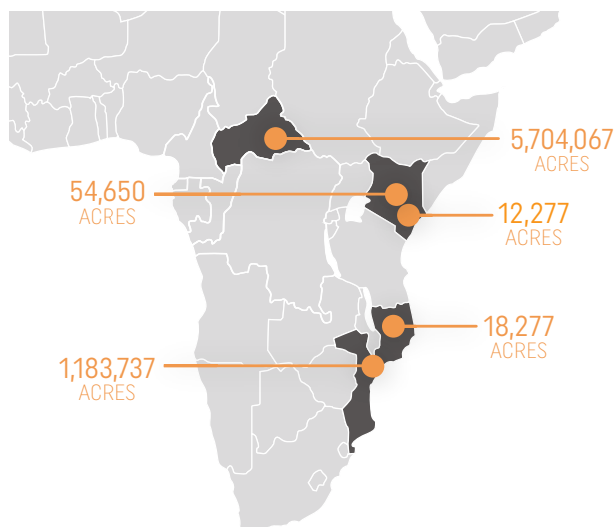 5,704,067
ACRES
54,650
ACRES
12,277
ACRES
18,277
ACRES
1,183,737
ACRES